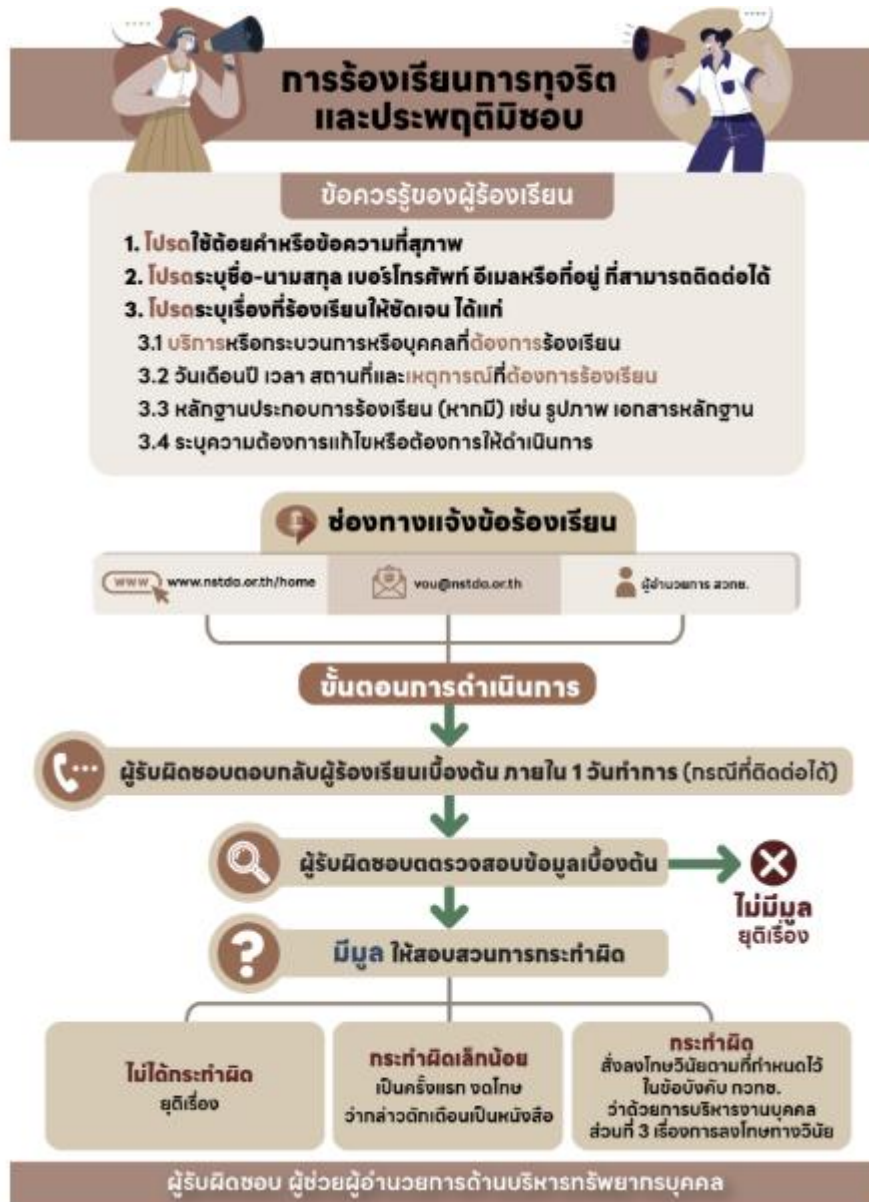 การร้องเรียนการทุจริต
และประพฤติมิชอบ
ข้อควรรู้ของผู้ร้องเรียน
1. โปรดใช้ถ้อยคำหรือข้อความที่สุภาพ
2. โปรดระบุชื่อ-นามสกุล เบอร์โทรศัพท์ อีเมลหรือที่อยู่ ที่สามารถติดต่อได้
3. โปรดระบุเรื่องที่ร้องเรียนให้ชัดเจน ได้แก่
3.1 บริการหรือกระบวนการหรือบุคคลที่ต้องการร้องเรียน
3.2 วันเดือนปี เวลา สถานที่และเหตุการณ์ที่ต้องการร้องเรียน
3.3 หลักฐานประกอบการร้องเรียน (หากมี) เช่น รูปภาพ เอกสารหลักฐาน
3.4 ระบุความต้องการแก้ไขหรือต้องการให้ดำเนินการ
ช่องทางแจ้งข้อร้องเรียน
www www.nstda.or.th/home
vou@nstda.or.th
ผู้อำนวยการ สวทช.
ขั้นตอนการดำเนินการ
ผู้รับผิดชอบตอบกลับผู้ร้องเรียนเบื้องต้น ภายใน 1 วันทำการ (กรณีที่ติดต่อได้)
ผู้รับผิดชอบตตรวจสอบข้อมูลเบื้องต้น
ไม่มีมูล
ยุติเรื่อง
มีมูล ให้สอบสวนการกระทำผิด
ไม่ได้กระทำผิด
ยุติเรื่อง
กระทำผิดเล็กน้อย
เป็นครั้งแรก งดโทษ
ว่ากล่าวตักเตือนเป็นหนังสือ
กระทำผิด
สั่งลงโทษวินัยตามที่กำหนดไว้
ในข้อบังคับ กวทช.
ว่าด้วยการบริหารงานบุคคล
ส่วนที่ 3 เรื่องการลงโทษทางวินัย
ผู้รับผิดชอบ ผู้ช่วยผู้อำนวยการด้านบริหารทรัพยากรบุคคล